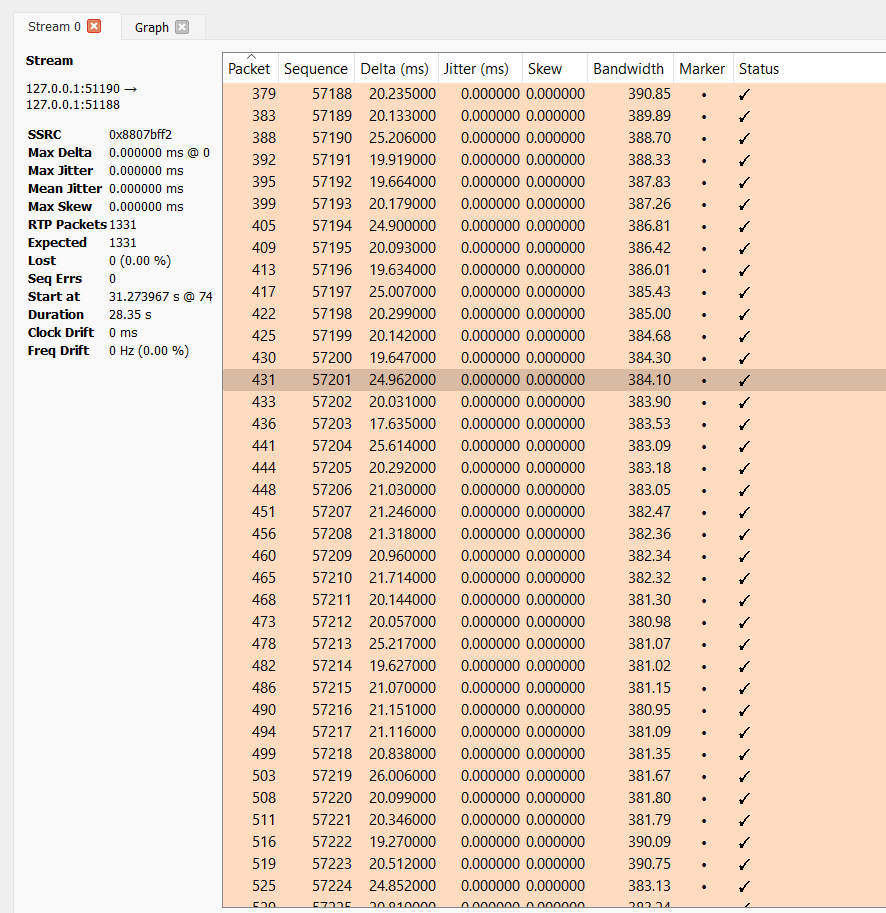 Stream 0
Graph
Stream
127.0.0.1:51190 →
127.0.0.1:51188
SSRC 0x8807bff2
Max Delta 0.000000 ms @ 0
Max Jitter 0.000000 ms
Mean Jitter 0.000000 ms
Max Skew 0.000000 ms
RTP Packets 1331
Expected 1331
Lost 0 (0.00 %)
Seq Errs 0
Start at 31.273967 s @ 74
Duration 28.35 s
Clock Drift 0 ms
Freq Drift 0 Hz (0.00 %)
Packet Sequence Delta (ms) Jitter (ms) Skew Bandwidth Marker Status
379 57188 20.235000 0.000000 0.000000 390.85 • ✓
383 57189 20.133000 0.000000 0.000000 389.89 • ✓
388 57190 25.206000 0.000000 0.000000 388.70 • ✓
392 57191 19.919000 0.000000 0.000000 388.33 • ✓
395 57192 19.664000 0.000000 0.000000 387.83 • ✓
399 57193 20.179000 0.000000 0.000000 387.26 • ✓
405 57194 24.900000 0.000000 0.000000 386.81 • ✓
409 57195 20.093000 0.000000 0.000000 386.42 • ✓
413 57196 19.634000 0.000000 0.000000 386.01 • ✓
417 57197 25.007000 0.000000 0.000000 385.43 • ✓
422 57198 20.299000 0.000000 0.000000 385.00 • ✓
425 57199 20.142000 0.000000 0.000000 384.68 • ✓
430 57200 19.647000 0.000000 0.000000 384.30 • ✓
431 57201 24.962000 0.000000 0.000000 384.10 • ✓
433 57202 20.031000 0.000000 0.000000 383.90 • ✓
436 57203 17.635000 0.000000 0.000000 383.53 • ✓
441 57204 25.614000 0.000000 0.000000 383.09 • ✓
444 57205 20.292000 0.000000 0.000000 383.18 • ✓
448 57206 21.030000 0.000000 0.000000 383.05 • ✓
451 57207 21.246000 0.000000 0.000000 382.47 • ✓
456 57208 21.318000 0.000000 0.000000 382.36 • ✓
460 57209 20.960000 0.000000 0.000000 382.34 • ✓
465 57210 21.714000 0.000000 0.000000 382.32 • ✓
468 57211 20.144000 0.000000 0.000000 381.30 • ✓
473 57212 20.057000 0.000000 0.000000 380.98 • ✓
478 57213 25.217000 0.000000 0.000000 381.07 • ✓
482 57214 19.627000 0.000000 0.000000 381.02 • ✓
486 57215 21.070000 0.000000 0.000000 381.15 • ✓
490 57216 21.151000 0.000000 0.000000 380.95 • ✓
494 57217 21.116000 0.000000 0.000000 381.09 • ✓
499 57218 20.838000 0.000000 0.000000 381.35 • ✓
503 57219 26.006000 0.000000 0.000000 381.67 • ✓
508 57220 20.099000 0.000000 0.000000 381.80 • ✓
511 57221 20.346000 0.000000 0.000000 381.79 • ✓
516 57222 19.270000 0.000000 0.000000 390.09 • ✓
519 57223 20.512000 0.000000 0.000000 390.75 • ✓
525 57224 24.852000 0.000000 0.000000 383.13 • ✓